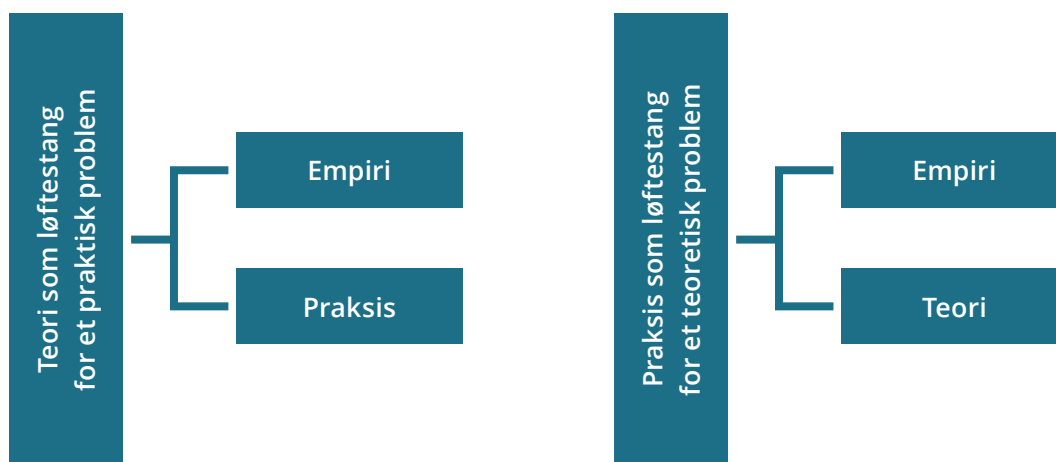 Teori som løftestang
for et praktisk problem
Empiri
Praksis
Praksis som løftestang
for et teoretisk problem
Empiri
Teori